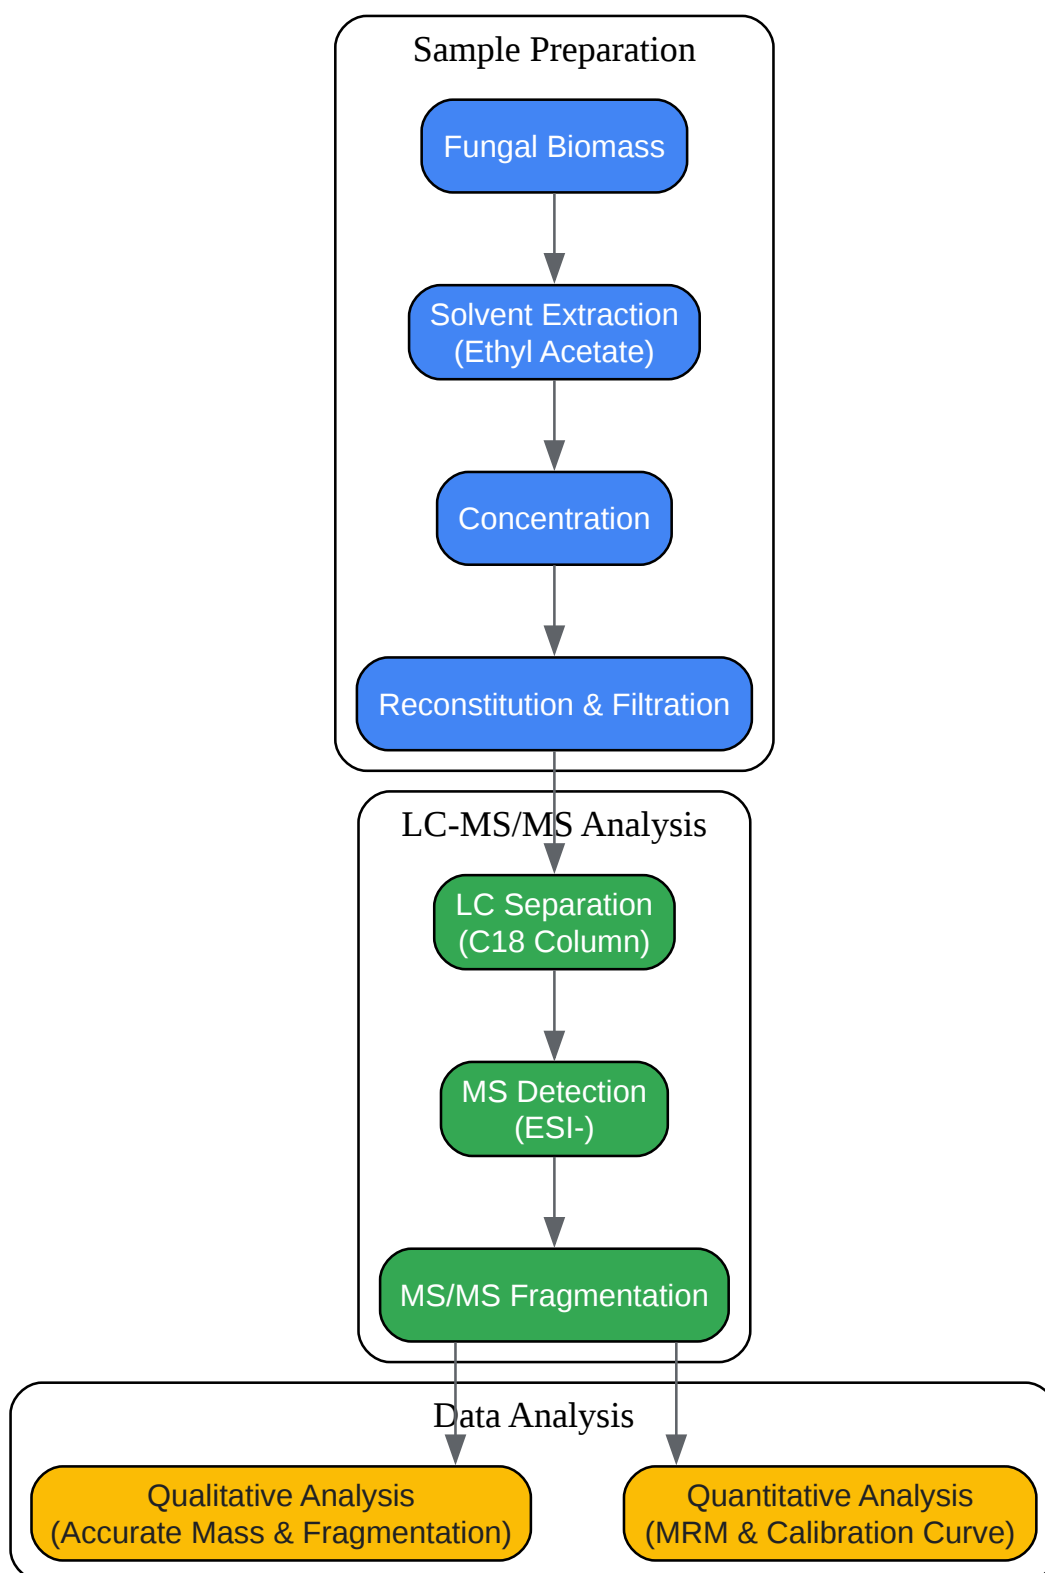 Sample Preparation
Fungal Biomass
Solvent Extraction
(Ethyl Acetate)
Concentration
Reconstitution & Filtration
LC-MS/MS Analysis
LC Separation
(C18 Column)
MS Detection
(ESI-)
MS/MS Fragmentation
Data Analysis
Qualitative Analysis
(Accurate Mass & Fragmentation)
Quantitative Analysis
(MRM & Calibration Curve)